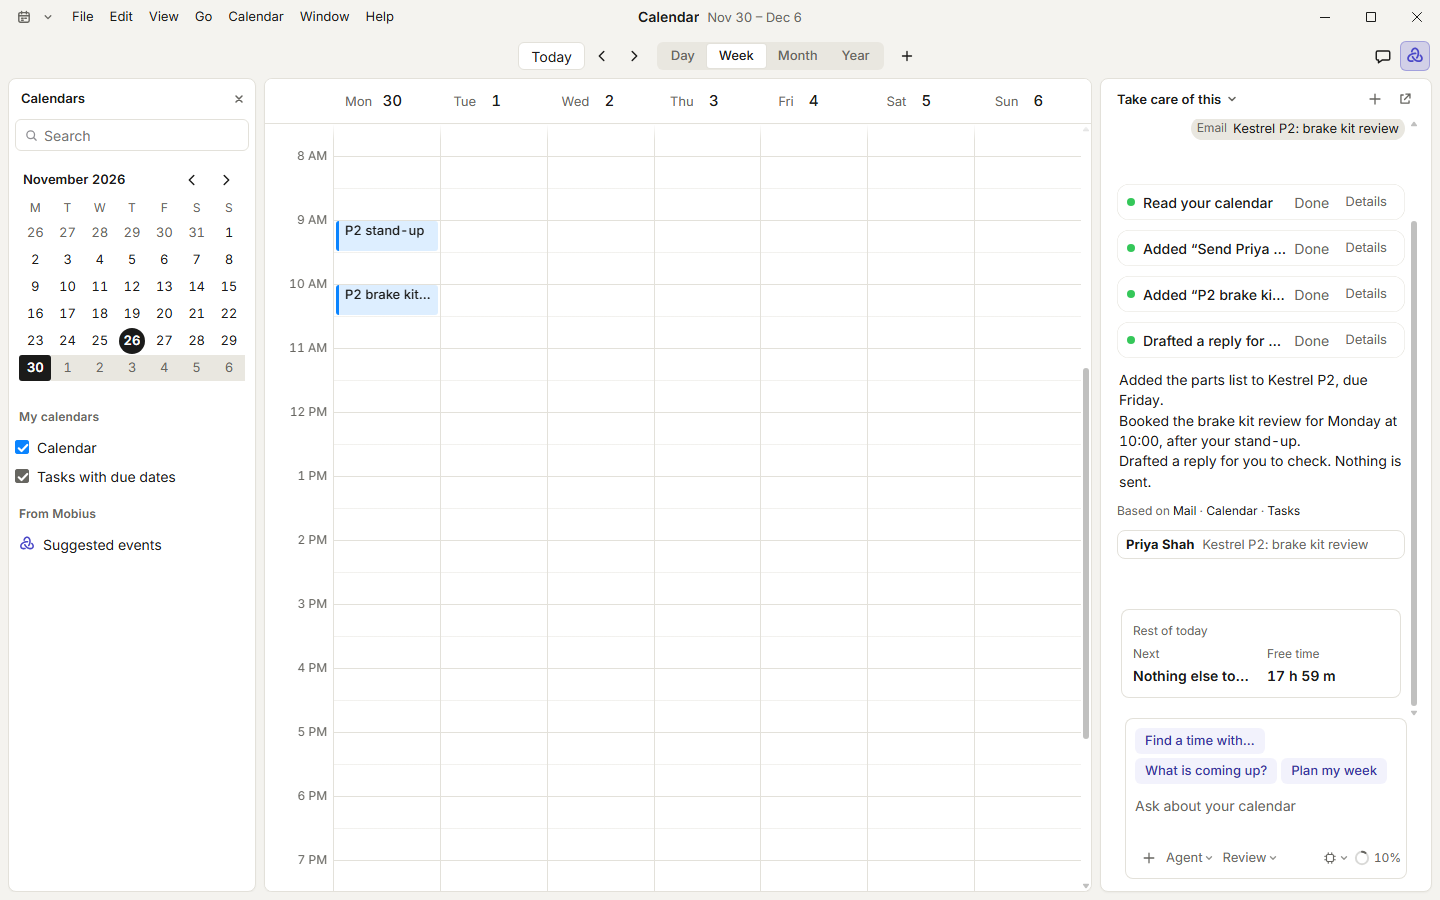 File Edit View Go Calendar Window Help
Calendar Nov 30 – Dec 6
Today Day Week Month Year
Calendars
Search
November 2026
M T W T F S S
26 27 28 29 30 31 1
2 3 4 5 6 7 8
9 10 11 12 13 14 15
16 17 18 19 20 21 22
23 24 25 26 27 28 29
30 1 2 3 4 5 6
My calendars
Calendar
Tasks with due dates
From Mobius
Suggested events
Mon 30 Tue 1 Wed 2 Thu 3 Fri 4 Sat 5 Sun 6
8 AM
9 AM
P2 stand-up
10 AM
P2 brake kit...
11 AM
12 PM
1 PM
2 PM
3 PM
4 PM
5 PM
6 PM
7 PM
Take care of this
Email Kestrel P2: brake kit review
Read your calendar Done Details
Added “Send Priya ... Done Details
Added “P2 brake ki... Done Details
Drafted a reply for ... Done Details
Added the parts list to Kestrel P2, due
Friday.
Booked the brake kit review for Monday at
10:00, after your stand-up.
Drafted a reply for you to check. Nothing is
sent.
Based on Mail · Calendar · Tasks
Priya Shah Kestrel P2: brake kit review
Rest of today
Next Free time
Nothing else to... 17 h 59 m
Find a time with...
What is coming up? Plan my week
Ask about your calendar
Agent Review 10%